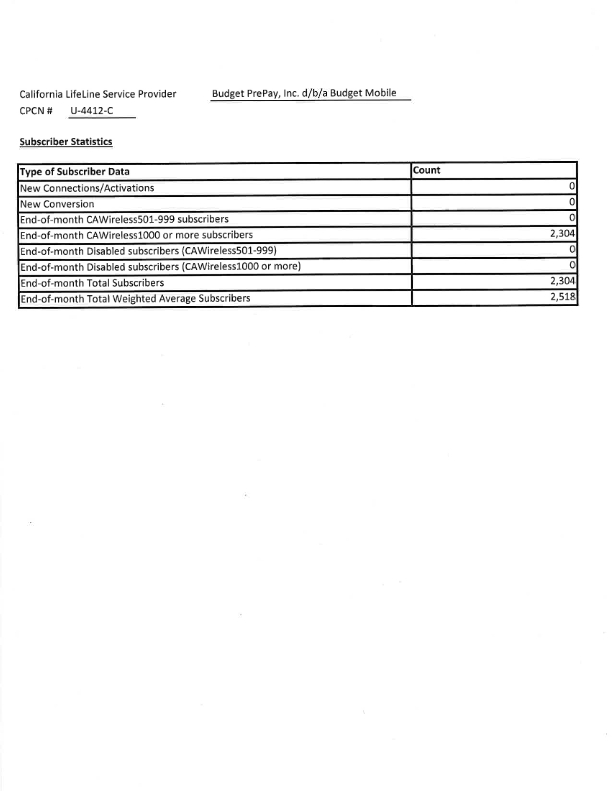 California LifeLine Service Provider Budget PrePay, Inc. d/b/a Budget Mobile
CPCN # U-4412-C
Subscriber Statistics
Type of Subscriber Data Count
New Connections/Activations 0
New Conversion 0
End-of-month CAWireless501-999 subscribers 0
End-of-month CAWireless1000 or more subscribers 2,304
End-of-month Disabled subscribers (CAWireless501-999) 0
End-of-month Disabled subscribers (CAWireless1000 or more) 0
End-of-month Total Subscribers 2,304
End-of-month Total Weighted Average Subscribers 2,518